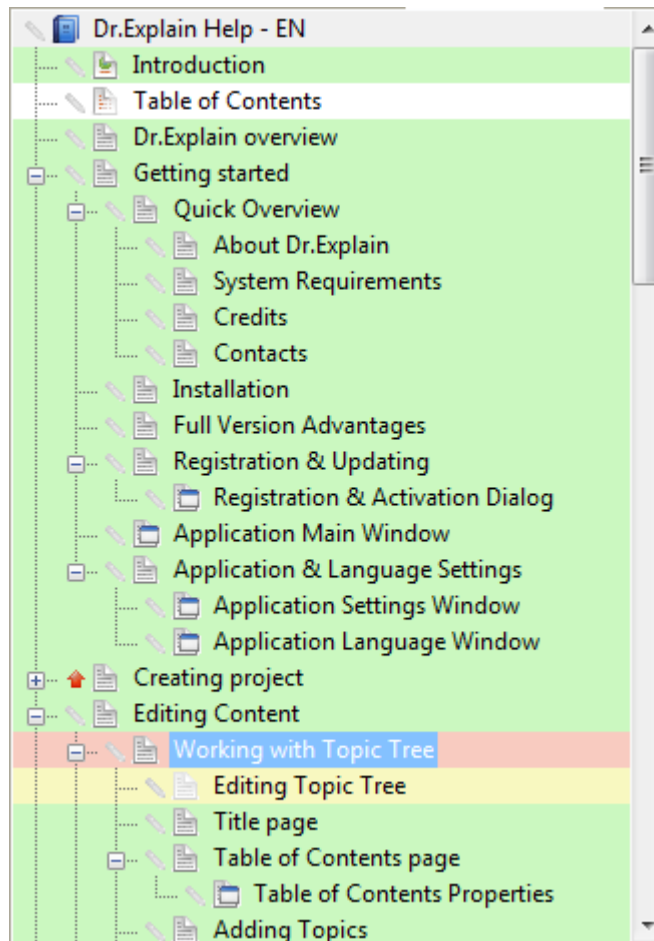 Dr.Explain Help - EN
Introduction
Table of Contents
Dr.Explain overview
Getting started
Quick Overview
About Dr.Explain
System Requirements
Credits
Contacts
Installation
Full Version Advantages
Registration & Updating
Registration & Activation Dialog
Application Main Window
Application & Language Settings
Application Settings Window
Application Language Window
Creating project
Editing Content
Working with Topic Tree
Editing Topic Tree
Title page
Table of Contents page
Table of Contents Properties
Adding Topics